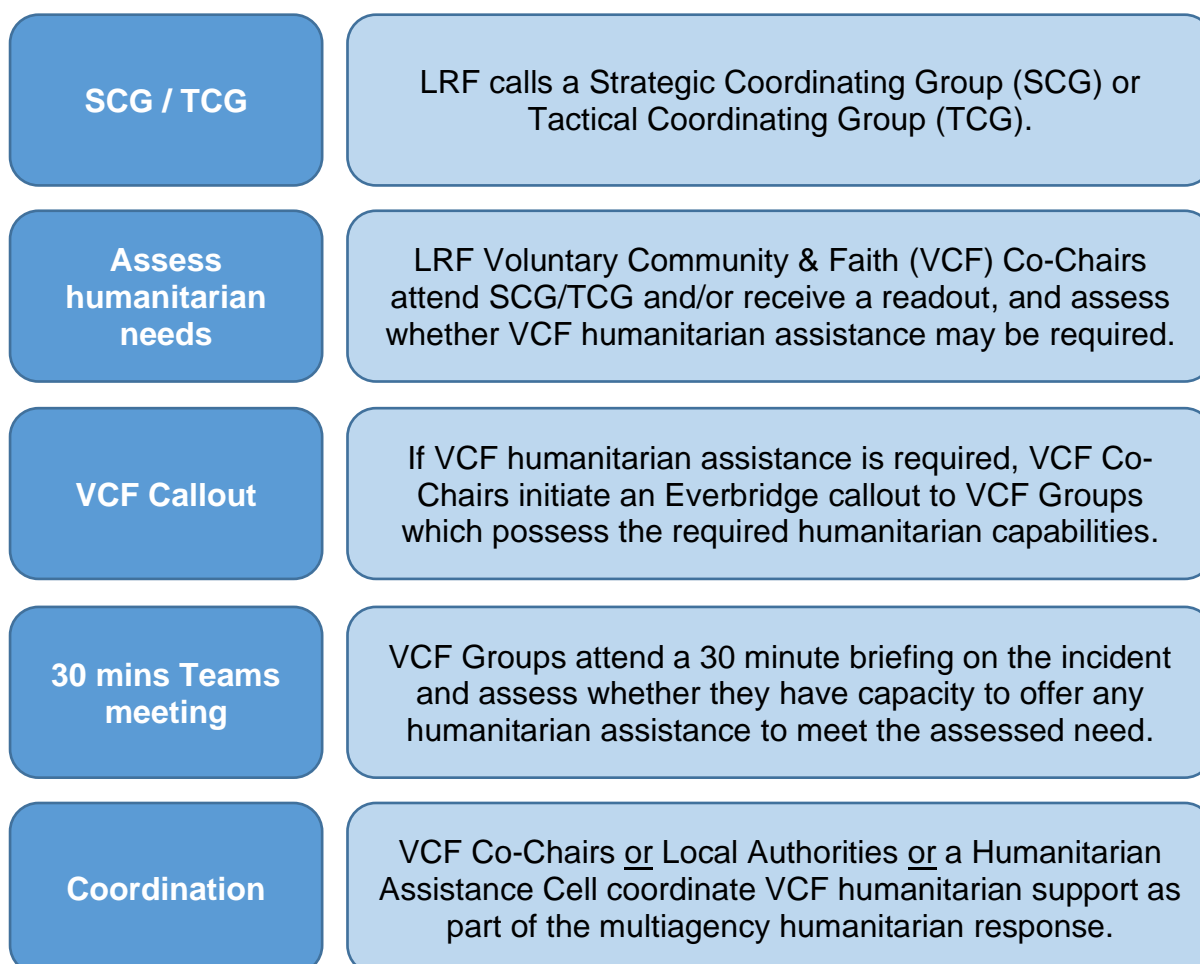 SCG / TCG
LRF calls a Strategic Coordinating Group (SCG) or
Tactical Coordinating Group (TCG).
Assess
humanitarian
needs
LRF Voluntary Community & Faith (VCF) Co-Chairs
attend SCG/TCG and/or receive a readout, and assess
whether VCF humanitarian assistance may be required.
VCF Callout
If VCF humanitarian assistance is required, VCF Co-
Chairs initiate an Everbridge callout to VCF Groups
which possess the required humanitarian capabilities.
30 mins Teams
meeting
VCF Groups attend a 30 minute briefing on the incident
and assess whether they have capacity to offer any
humanitarian assistance to meet the assessed need.
Coordination
VCF Co-Chairs or Local Authorities or a Humanitarian
Assistance Cell coordinate VCF humanitarian support as
part of the multiagency humanitarian response.